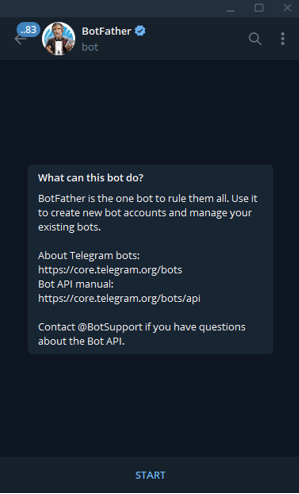 ..83
BotFather
bot
What can this bot do?
BotFather is the one bot to rule them all. Use it
to create new bot accounts and manage your
existing bots.
About Telegram bots:
https://core.telegram.org/bots
Bot API manual:
https://core.telegram.org/bots/api
Contact @BotSupport if you have questions
about the Bot API.
START